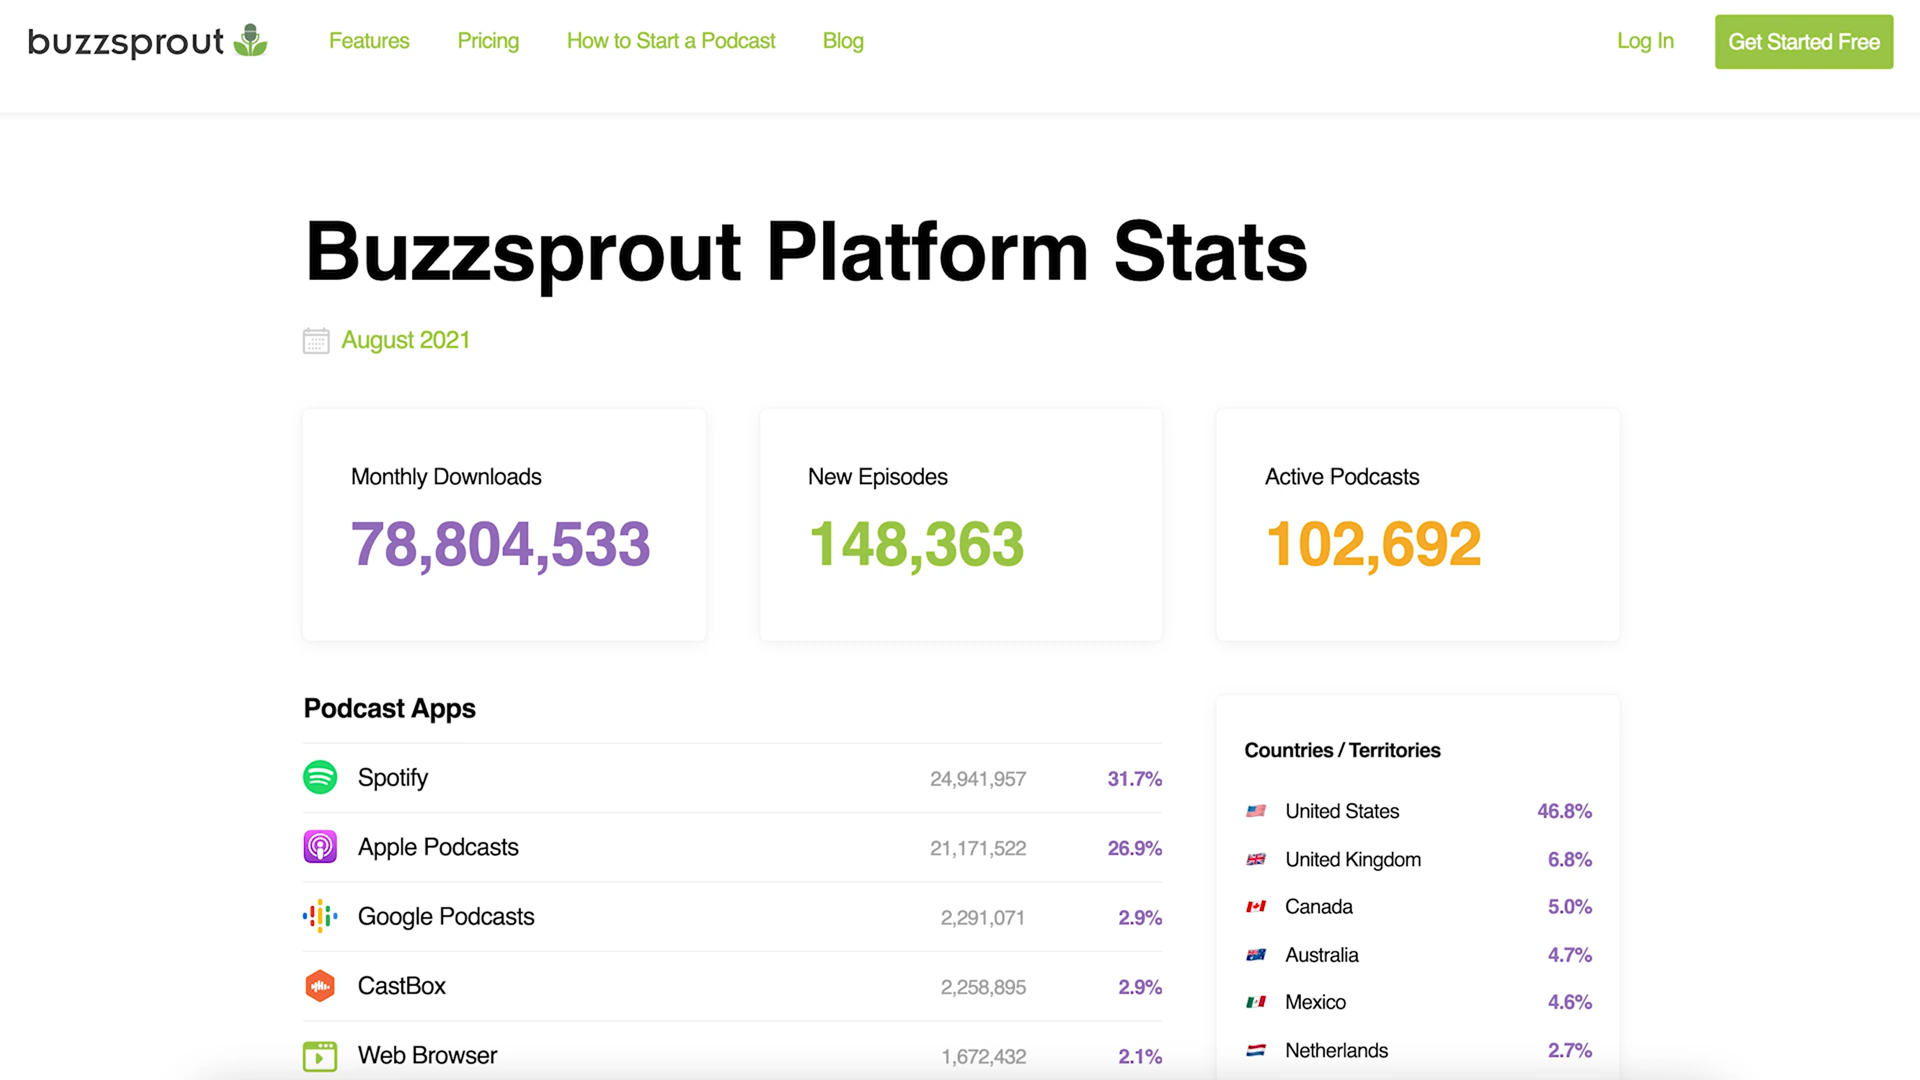 buzzsprout Features Pricing How to Start a Podcast Blog Log In Get Started Free
Buzzsprout Platform Stats
August 2021
Monthly Downloads
78,804,533
New Episodes
148,363
Active Podcasts
102,692
Podcast Apps
Spotify 24,941,957 31.7%
Apple Podcasts 21,171,522 26.9%
Google Podcasts 2,291,071 2.9%
CastBox 2,258,895 2.9%
Web Browser 1,672,432 2.1%
Countries / Territories
United States 46.8%
United Kingdom 6.8%
Canada 5.0%
Australia 4.7%
Mexico 4.6%
Netherlands 2.7%